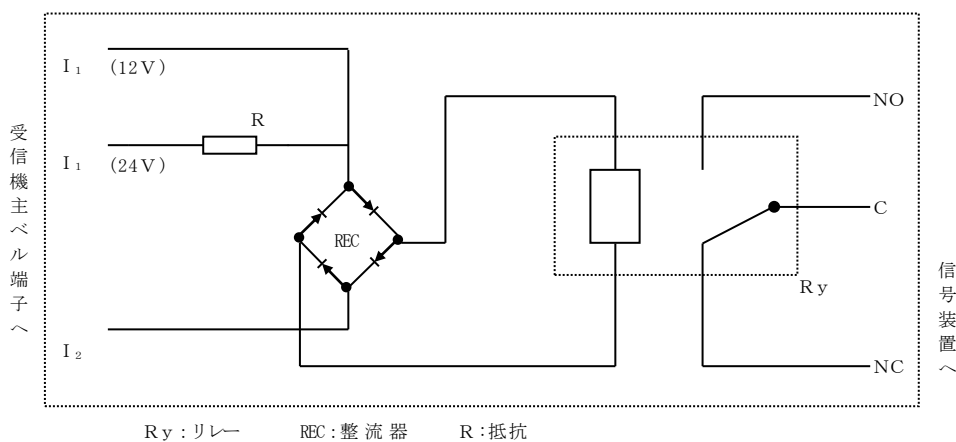 I₁ (12V)
R
I₁ (24V)
受信機主ベル端子へ
I₂
REC
Ry
NO
C
NC
信号装置へ
Ry:リレー REC:整流器 R:抵抗